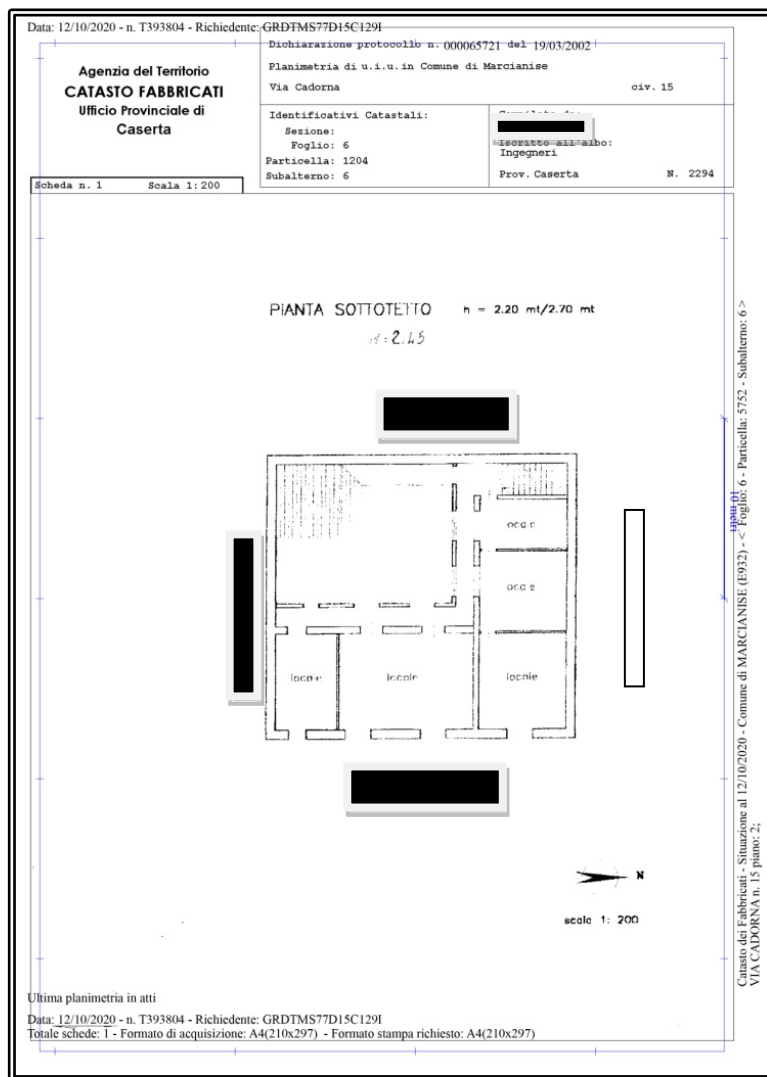 Data: 12/10/2020 - n. T393804 - Richiedente: GRDTMS77D15C129I
Dichiarazione protocollo n. 000065721 del 19/03/2002
Planimetria di u.i.u. in Comune di Marcianise
Via Cadorna civ. 15
Agenzia del Territorio
CATASTO FABBRICATI
Ufficio Provinciale di
Caserta
Identificativi Catastali:
Sezione:
Foglio: 6
Particella: 1204
Subalterno: 6
Iscritto all'albo:
Ingegneri
Prov. Caserta N. 2294
Scheda n. 1 Scala 1:200
PIANTA SOTTOTETTO h = 2.20 mt/2.70 mt
H = 2.45
locale
locale
locale
locale
locale
10 metri
N
scala 1: 200
Catasto dei Fabbricati - Situazione al 12/10/2020 - Comune di MARCIANISE (E932) - < Foglio: 6 - Particella: 5752 - Subalterno: 6 >
VIA CADORNA n. 15 piano: 2;
Ultima planimetria in atti
Data: 12/10/2020 - n. T393804 - Richiedente: GRDTMS77D15C129I
Totale schede: 1 - Formato di acquisizione: A4(210x297) - Formato stampa richiesto: A4(210x297)